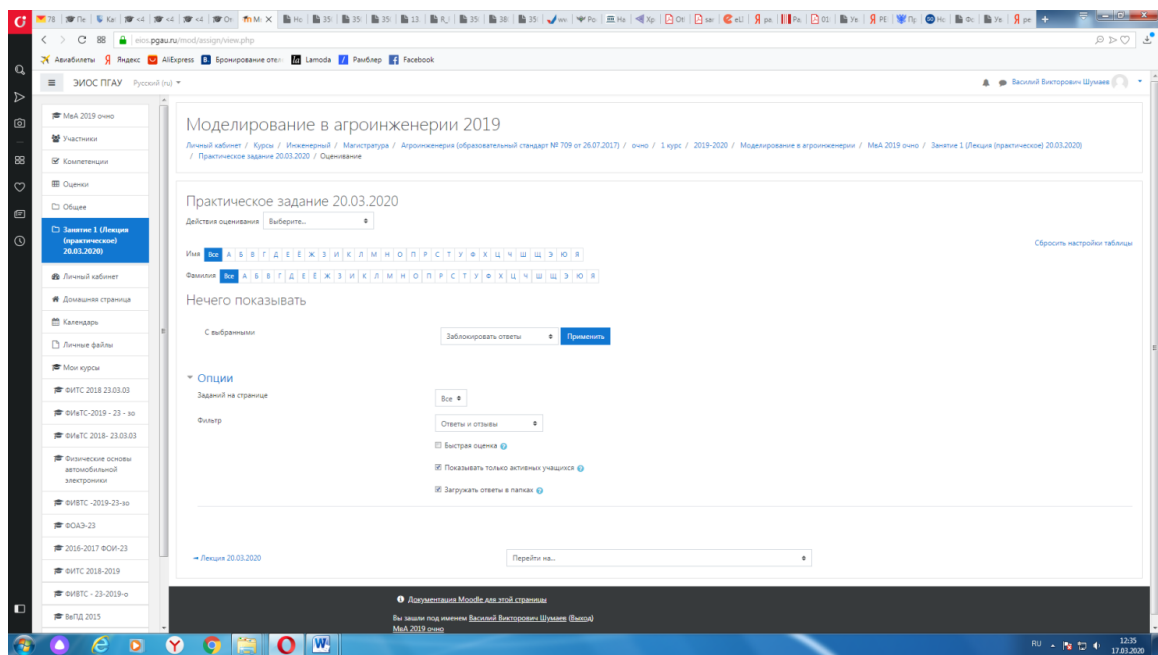 eios.pgau.ru/mod/assign/view.php
Авиабилеты Яндекс AliExpress Бронирование отел Lamoda Рамблер Facebook
ЭИОС ПГАУ Русский (ru)
Василий Викторович Шумаев
МвА 2019 очно
Участники
Компетенции
Оценки
Общее
Занятие 1 (Лекция
(практическое)
20.03.2020)
Личный кабинет
Домашняя страница
Календарь
Личные файлы
Мои курсы
ФИТС 2018 23.03.03
ФИвТС-2019 - 23 - зо
ФИвТС 2018- 23.03.03
Физические основы
автомобильной
электроники
ФИВТС -2019-23-зо
ФОАЭ-23
2016-2017 ФОИ-23
ФИТС 2018-2019
ФИВТС - 23-2019-о
ВвПД 2015
Моделирование в агроинженерии 2019
Личный кабинет / Курсы / Инженерный / Магистратура / Агроинженерия (образовательный стандарт № 709 от 26.07.2017) / очно / 1 курс / 2019-2020 / Моделирование в агроинженерии / МвА 2019 очно / Занятие 1 (Лекция (практическое) 20.03.2020)
/ Практическое задание 20.03.2020 / Оценивание
Практическое задание 20.03.2020
Действия оценивания Выберите...
Сбросить настройки таблицы
Имя Все А Б В Г Д Е Ё Ж З И К Л М Н О П Р С Т У Ф Х Ц Ч Ш Щ Э Ю Я
Фамилия Все А Б В Г Д Е Ё Ж З И К Л М Н О П Р С Т У Ф Х Ц Ч Ш Щ Э Ю Я
Нечего показывать
С выбранными Заблокировать ответы Применить
Опции
Заданий на странице Все
Фильтр Ответы и отзывы
Быстрая оценка
Показывать только активных учащихся
Загружать ответы в папках
→ Лекция 20.03.2020 Перейти на...
Документация Moodle для этой страницы
Вы зашли под именем Василий Викторович Шумаев (Выход)
МвА 2019 очно
RU 12:35
17.03.2020